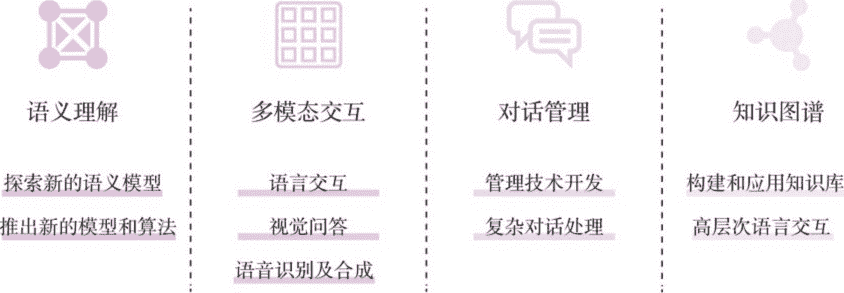 语义理解
探索新的语义模型
推出新的模型和算法
多模态交互
语言交互
视觉问答
语音识别及合成
对话管理
管理技术开发
复杂对话处理
知识图谱
构建和应用知识库
高层次语言交互